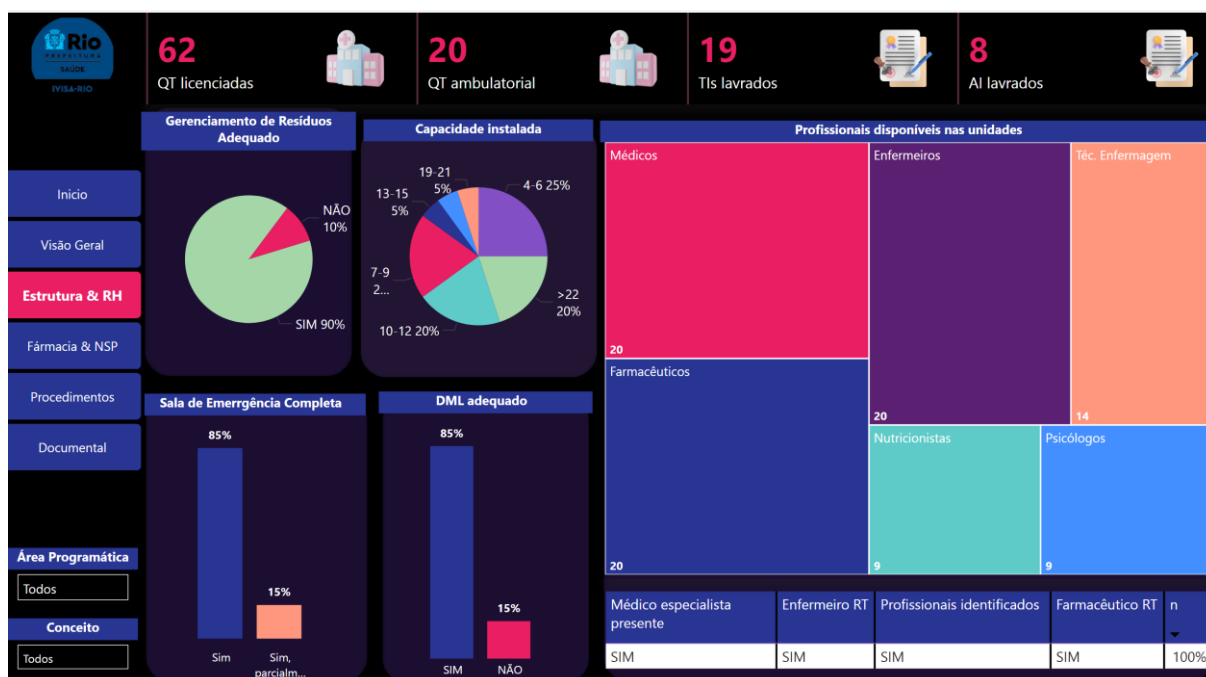 Rio
PREFEITURA
SAÚDE
IVISA-RIO
62
QT licenciadas
20
QT ambulatorial
19
TIs lavrados
8
AI lavrados
Inicio
Visão Geral
Estrutura & RH
Fármacia & NSP
Procedimentos
Documental
Área Programática
Todos
Conceito
Todos
Gerenciamento de Resíduos
Adequado
NÃO
10%
SIM 90%
Capacidade instalada
19-21
5%
4-6 25%
13-15
5%
7-9
2...
>22
20%
10-12 20%
Sala de Emerrgência Completa
85%
15%
Sim
Sim,
parcialm...
DML adequado
85%
15%
SIM
NÃO
Profissionais disponíveis nas unidades
Médicos
20
Farmacêuticos
20
Enfermeiros
20
Téc. Enfermagem
14
Nutricionistas
9
Psicólogos
9
Médico especialista
presente
Enfermeiro RT
Profissionais identificados
Farmacêutico RT
n
SIM
SIM
SIM
SIM
100%